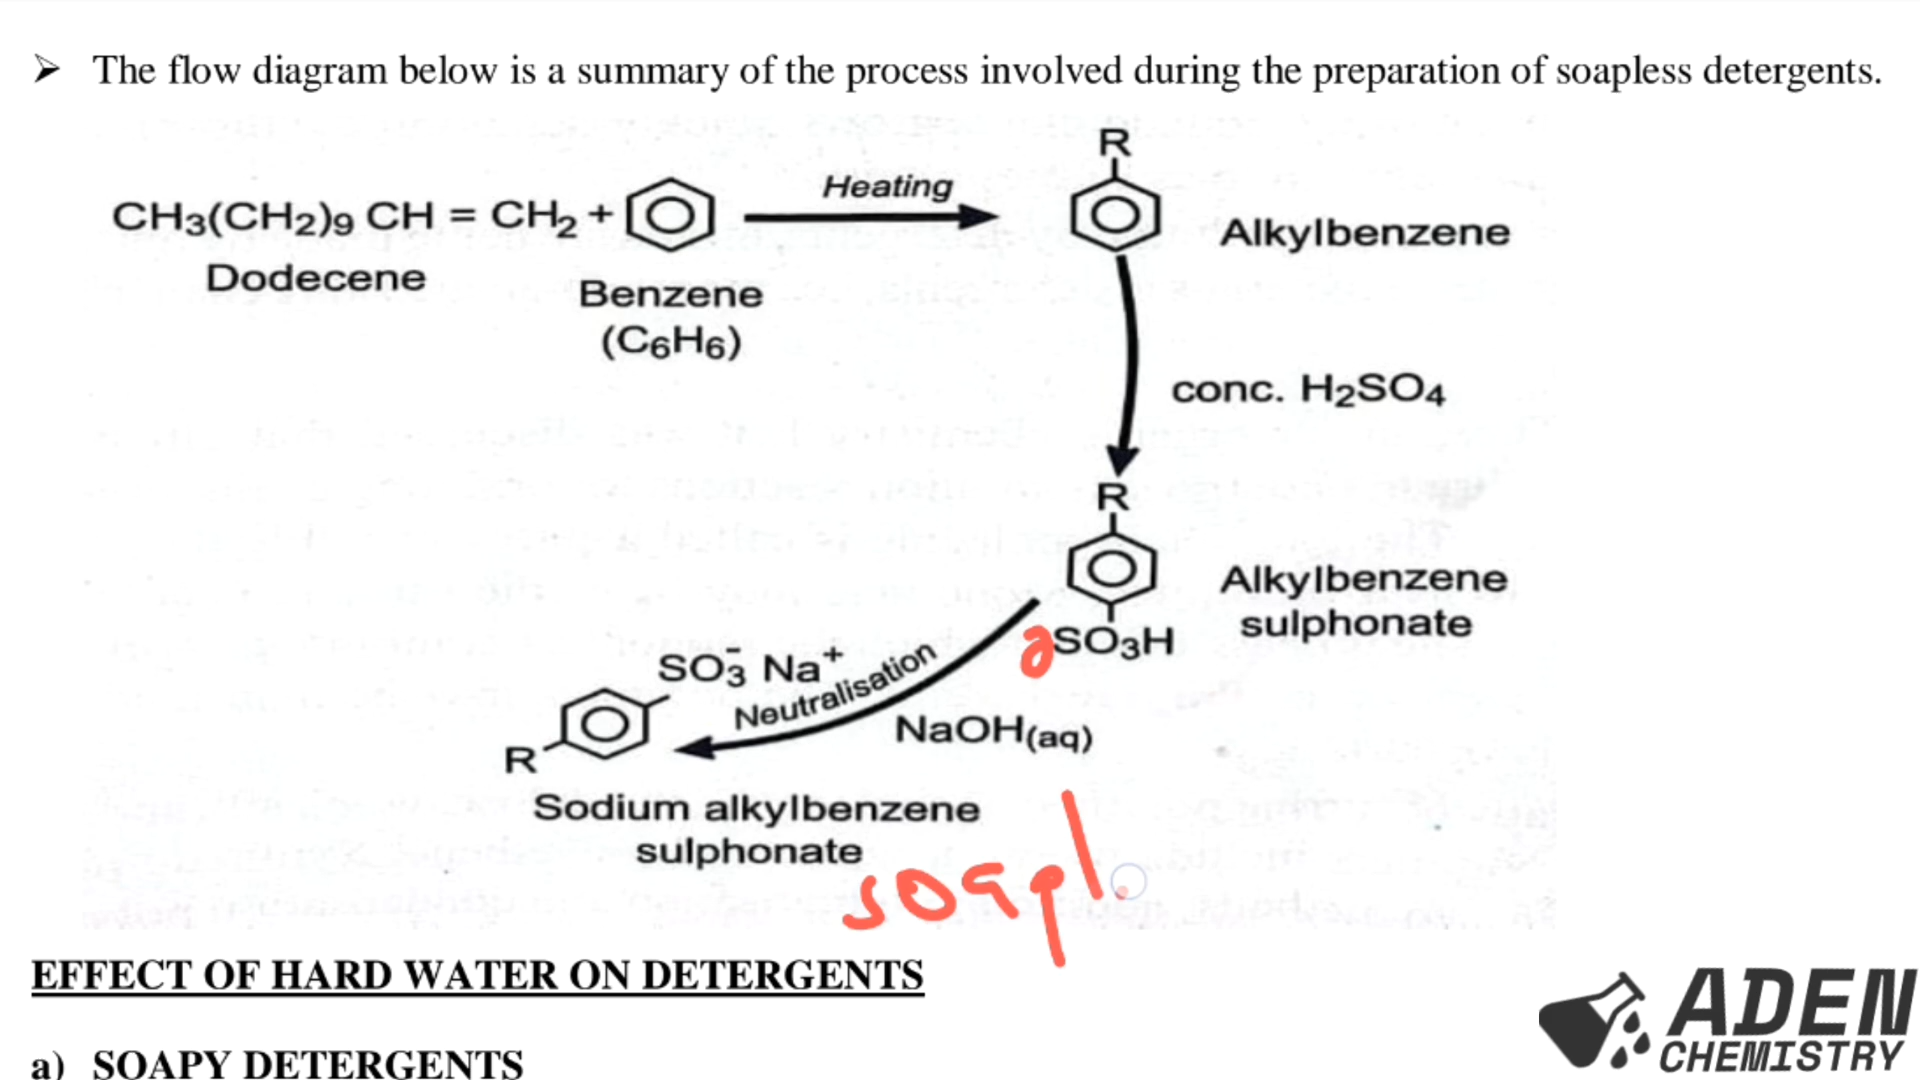 ➤ The flow diagram below is a summary of the process involved during the preparation of soapless detergents.
R
Heating
CH3(CH2)9 CH = CH2 +
Alkylbenzene
Dodecene
Benzene
(C6H6)
conc. H2SO4
R
Alkylbenzene
sulphonate
SO3H
SO3⁻ Na⁺
Neutralisation
NaOH(aq)
R
Sodium alkylbenzene
sulphonate
soapl
EFFECT OF HARD WATER ON DETERGENTS
a) SOAPY DETERGENTS
ADEN
CHEMISTRY